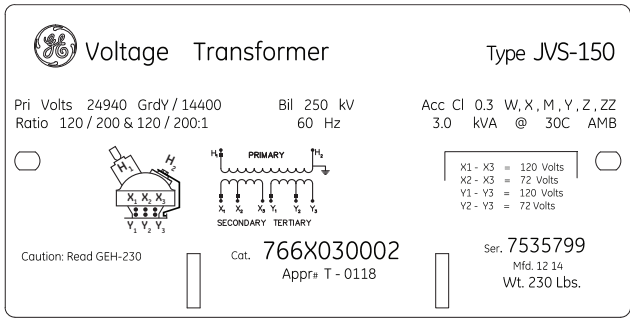 GE Voltage Transformer Type JVS-150
Pri Volts 24940 GrdY / 14400 Bil 250 kV Acc Cl 0.3 W, X , M , Y , Z , ZZ
Ratio 120 / 200 & 120 / 200:1 60 Hz 3.0 kVA @ 30C AMB
H1 H2
X1 X2 X3
Y1 Y2 Y3
H1 PRIMARY H2
X1 X2 X3 Y1 Y2 Y3
SECONDARY TERTIARY
X1 - X3 = 120 Volts
X2 - X3 = 72 Volts
Y1 - Y3 = 120 Volts
Y2 - Y3 = 72 Volts
Caution: Read GEH-230
Cat. 766X030002
Appr# T - 0118
Ser. 7535799
Mfd. 12 14
Wt. 230 Lbs.